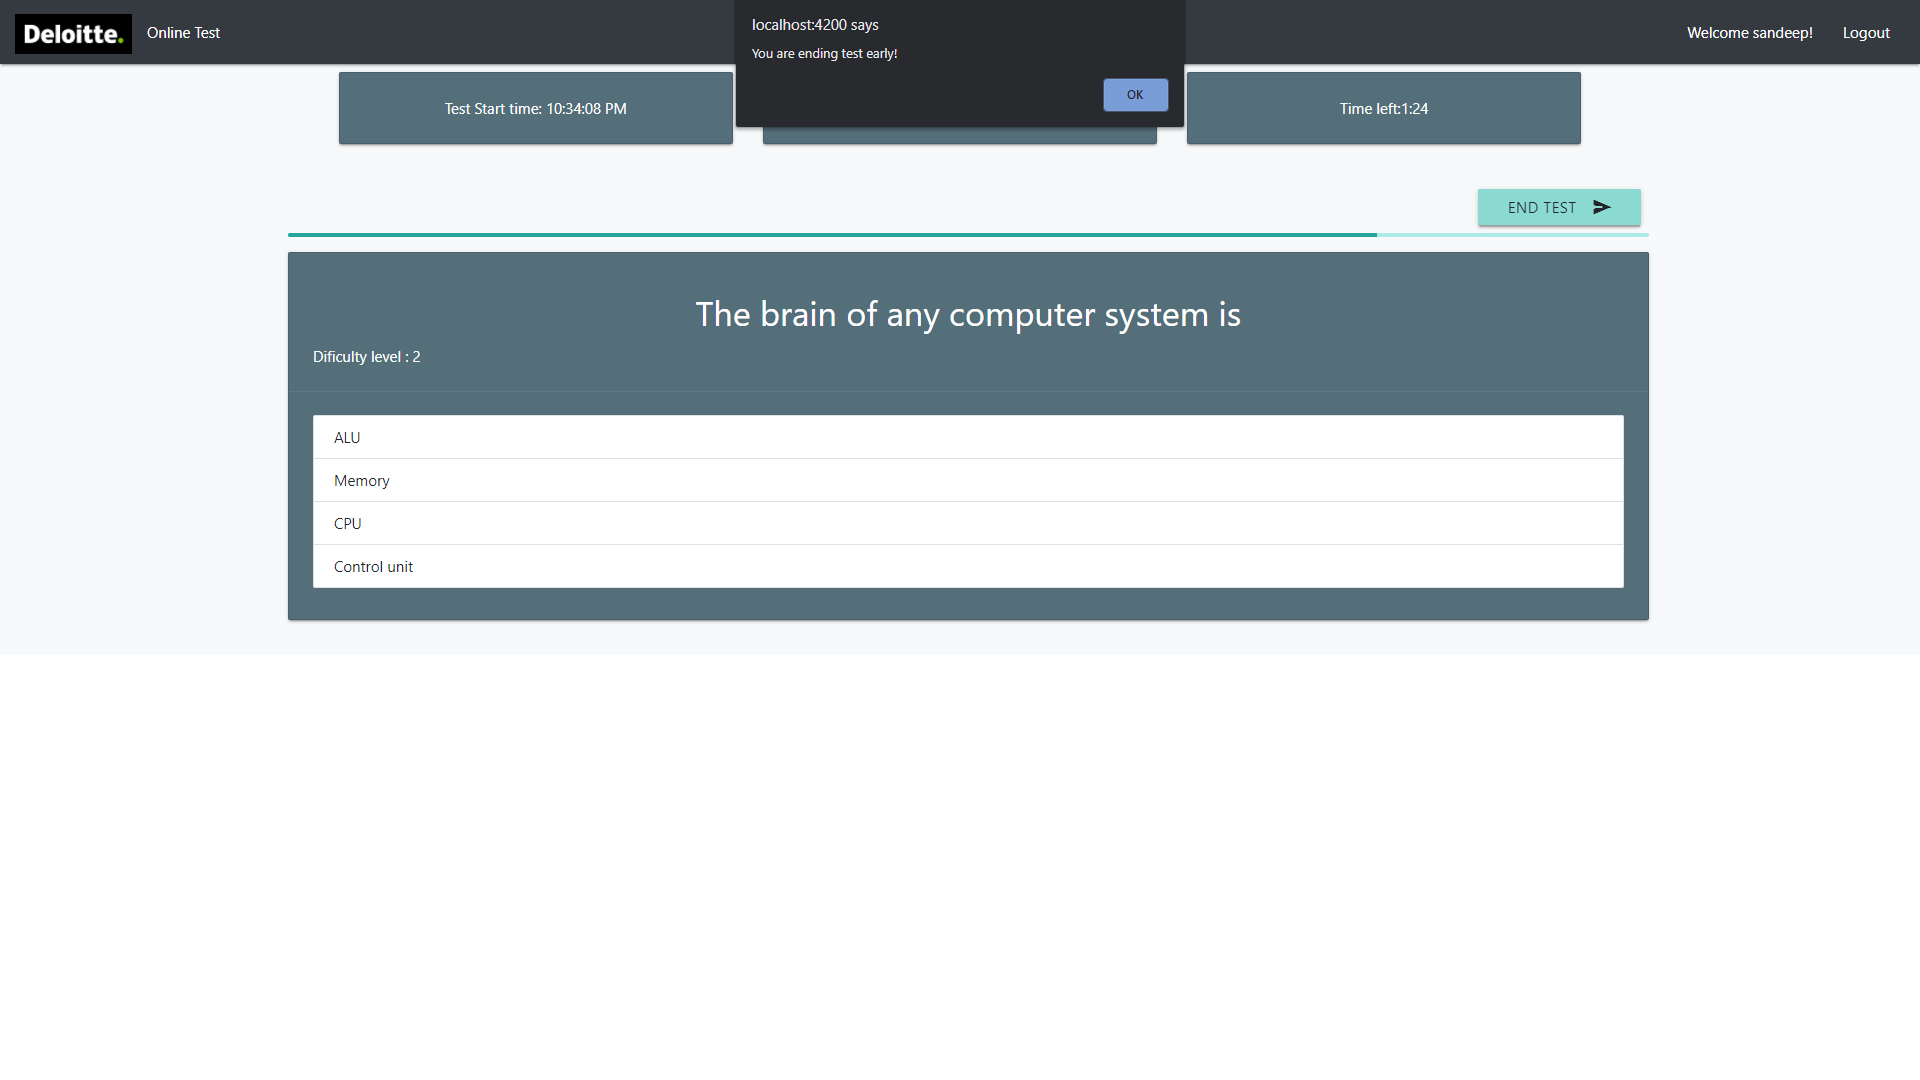 Deloitte.
Online Test
localhost:4200 says
You are ending test early!
OK
Welcome sandeep!
Logout
Test Start time: 10:34:08 PM
Time left:1:24
END TEST
The brain of any computer system is
Dificulty level : 2
ALU
Memory
CPU
Control unit